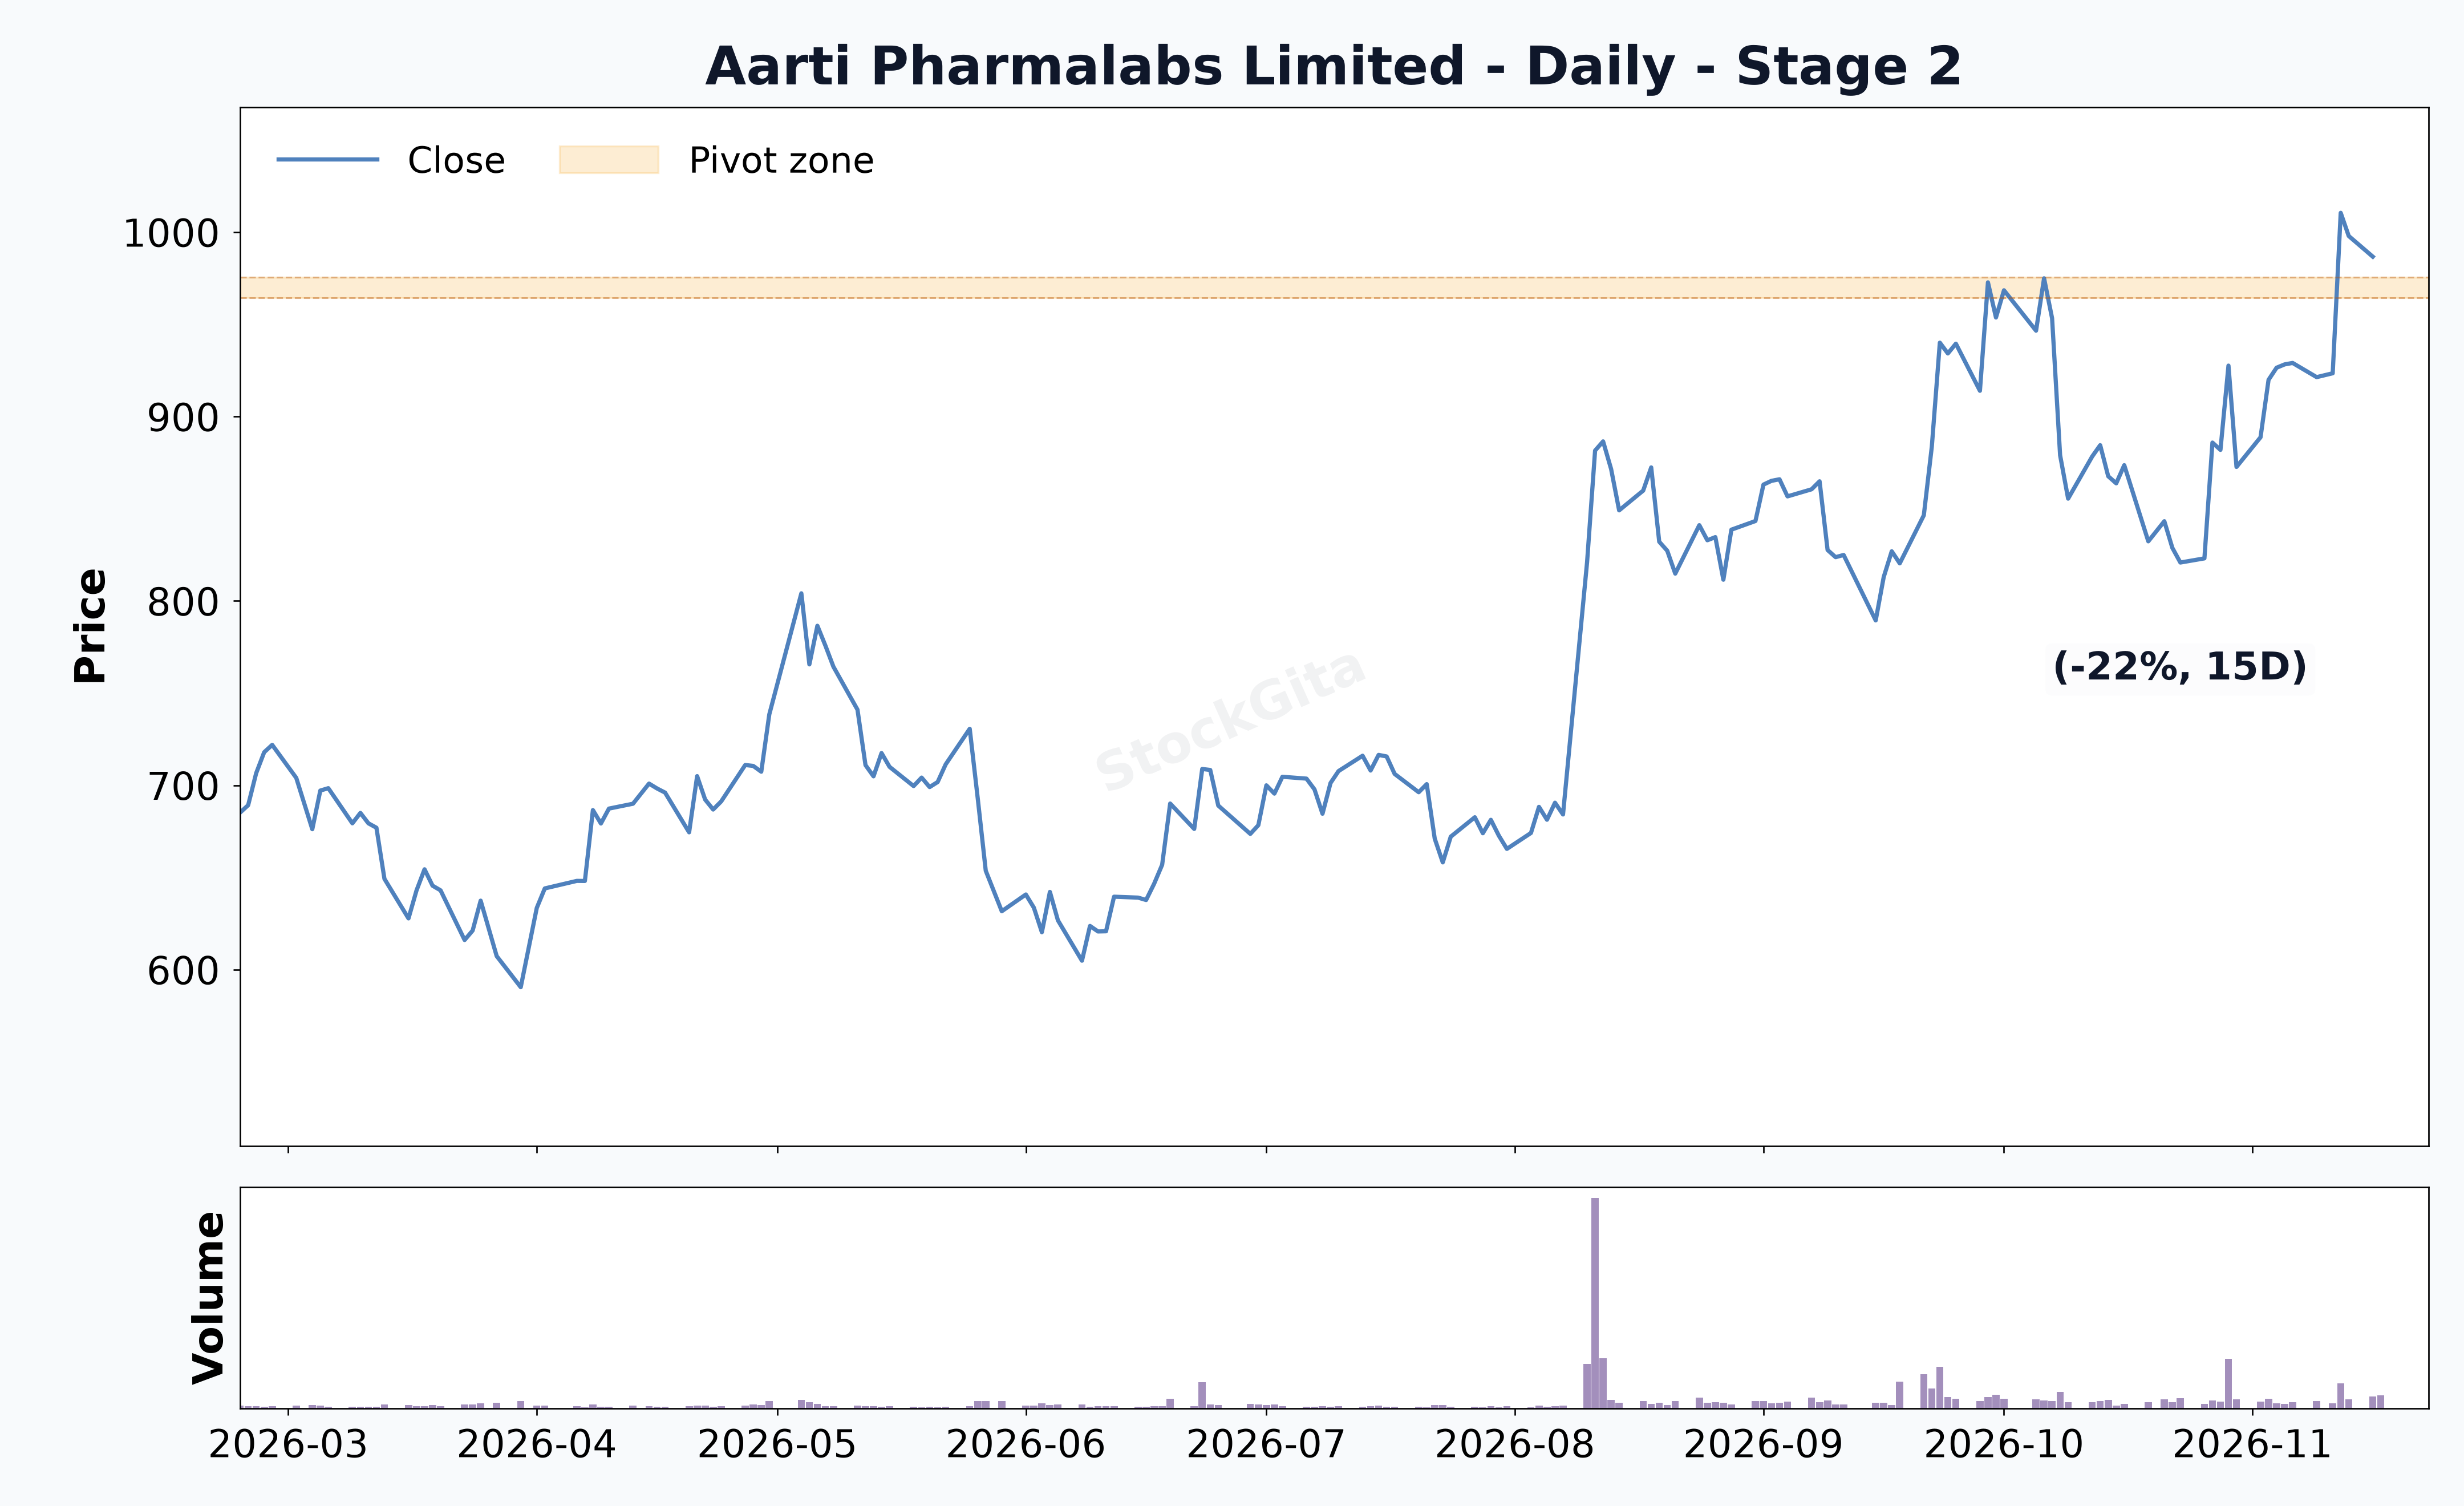 Aarti Pharmalabs Limited - Daily - Stage 2
Close
Pivot zone
Price
1000
900
800
700
600
StockGita
(-22%, 15D)
Volume
2026-03
2026-04
2026-05
2026-06
2026-07
2026-08
2026-09
2026-10
2026-11